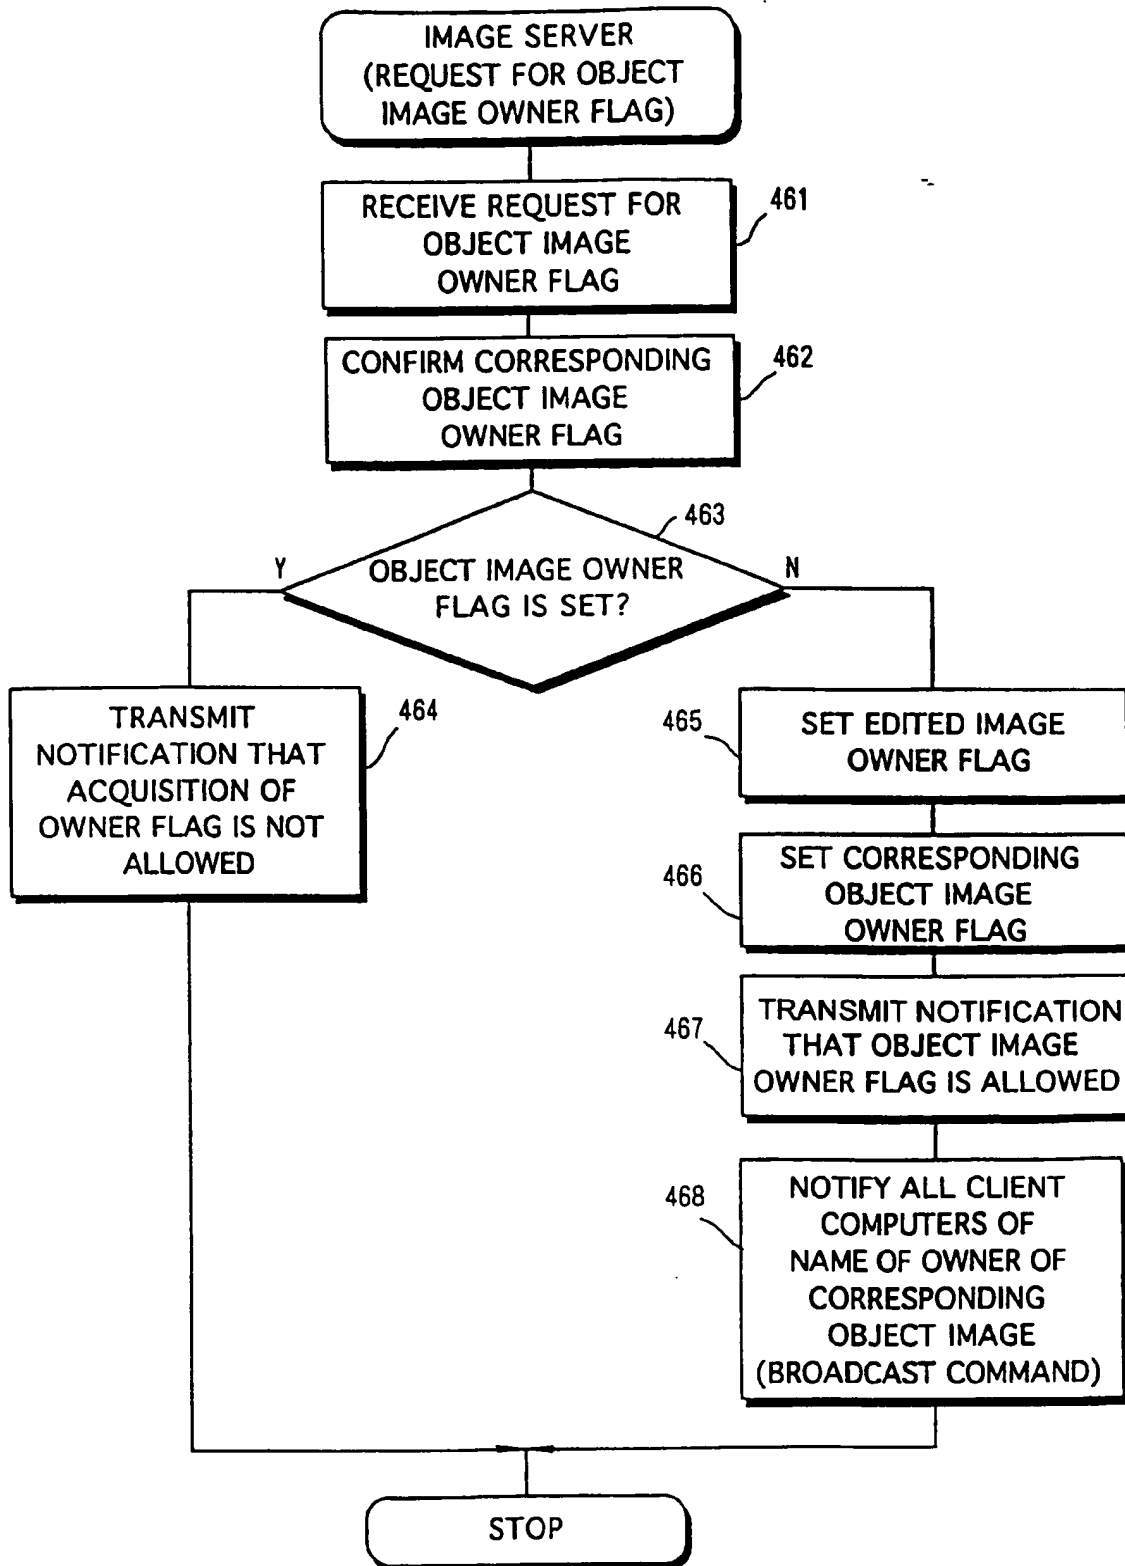 IMAGE SERVER
(REQUEST FOR OBJECT
IMAGE OWNER FLAG)
RECEIVE REQUEST FOR
OBJECT IMAGE
OWNER FLAG
461
CONFIRM CORRESPONDING
OBJECT IMAGE
OWNER FLAG
462
463
Y
OBJECT IMAGE OWNER
FLAG IS SET?
N
TRANSMIT
NOTIFICATION THAT
ACQUISITION OF
OWNER FLAG IS NOT
ALLOWED
464
465
SET EDITED IMAGE
OWNER FLAG
466
SET CORRESPONDING
OBJECT IMAGE
OWNER FLAG
467
TRANSMIT NOTIFICATION
THAT OBJECT IMAGE
OWNER FLAG IS ALLOWED
468
NOTIFY ALL CLIENT
COMPUTERS OF
NAME OF OWNER OF
CORRESPONDING
OBJECT IMAGE
(BROADCAST COMMAND)
STOP